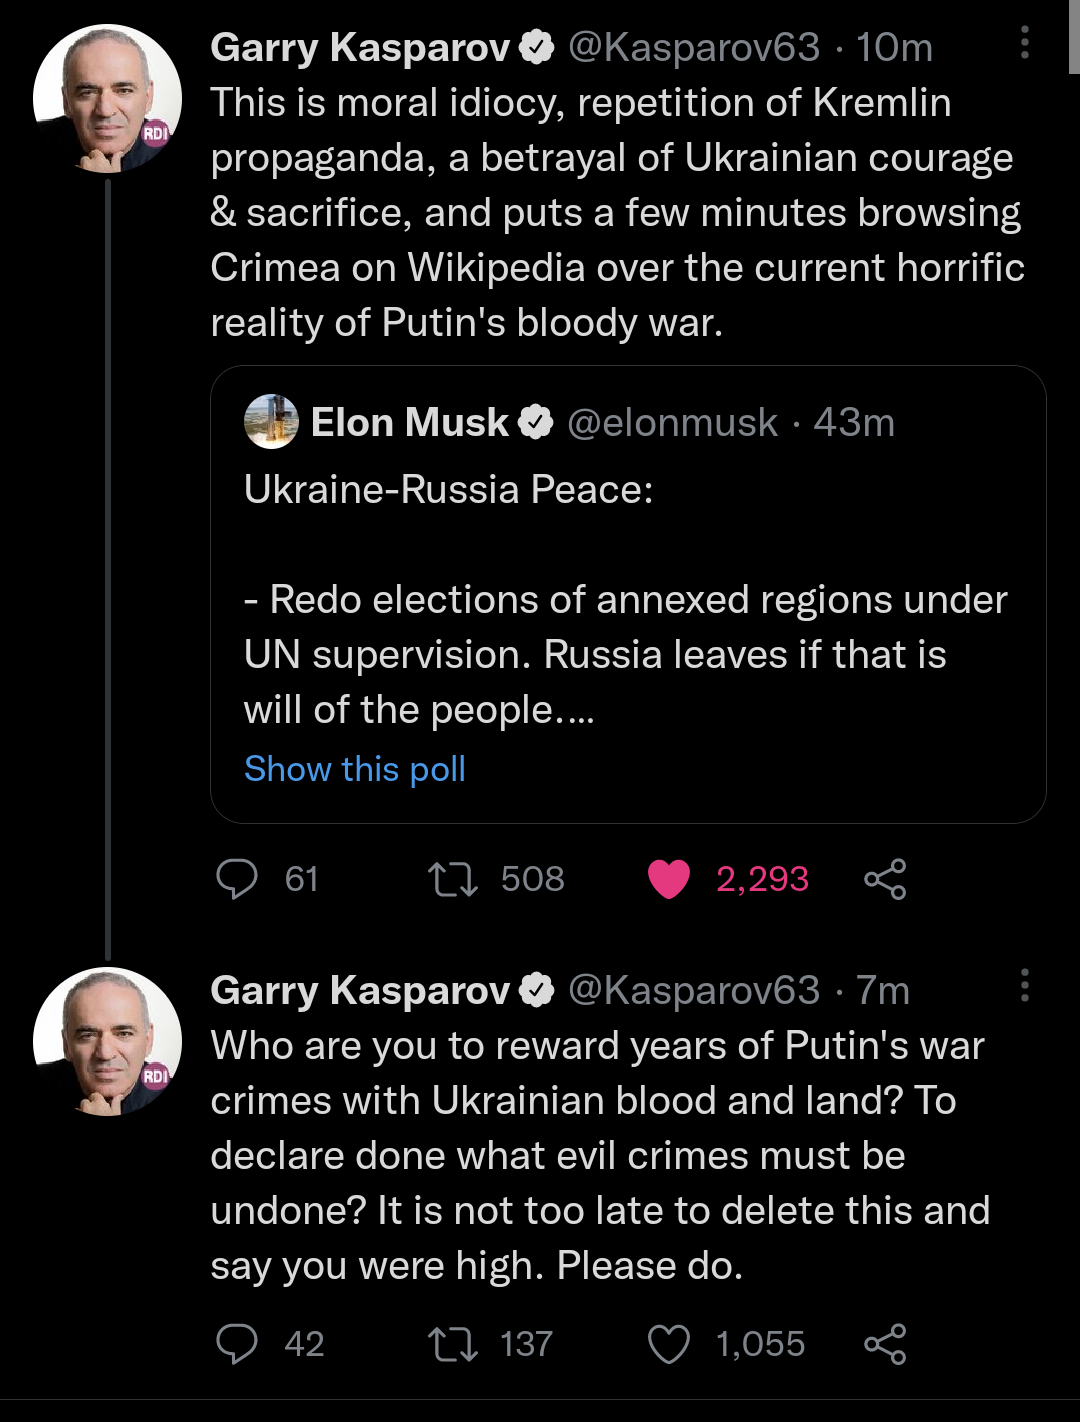 Garry Kasparov @Kasparov63 · 10m
This is moral idiocy, repetition of Kremlin
propaganda, a betrayal of Ukrainian courage
& sacrifice, and puts a few minutes browsing
Crimea on Wikipedia over the current horrific
reality of Putin's bloody war.
RDI
Elon Musk @elonmusk · 43m
Ukraine-Russia Peace:
- Redo elections of annexed regions under
UN supervision. Russia leaves if that is
will of the people....
Show this poll
61 508 2,293
Garry Kasparov @Kasparov63 · 7m
Who are you to reward years of Putin's war
crimes with Ukrainian blood and land? To
declare done what evil crimes must be
undone? It is not too late to delete this and
say you were high. Please do.
RDI
42 137 1,055